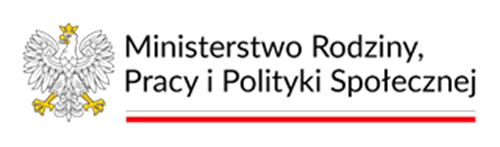 Ministerstwo Rodziny,
Pracy i Polityki Społecznej